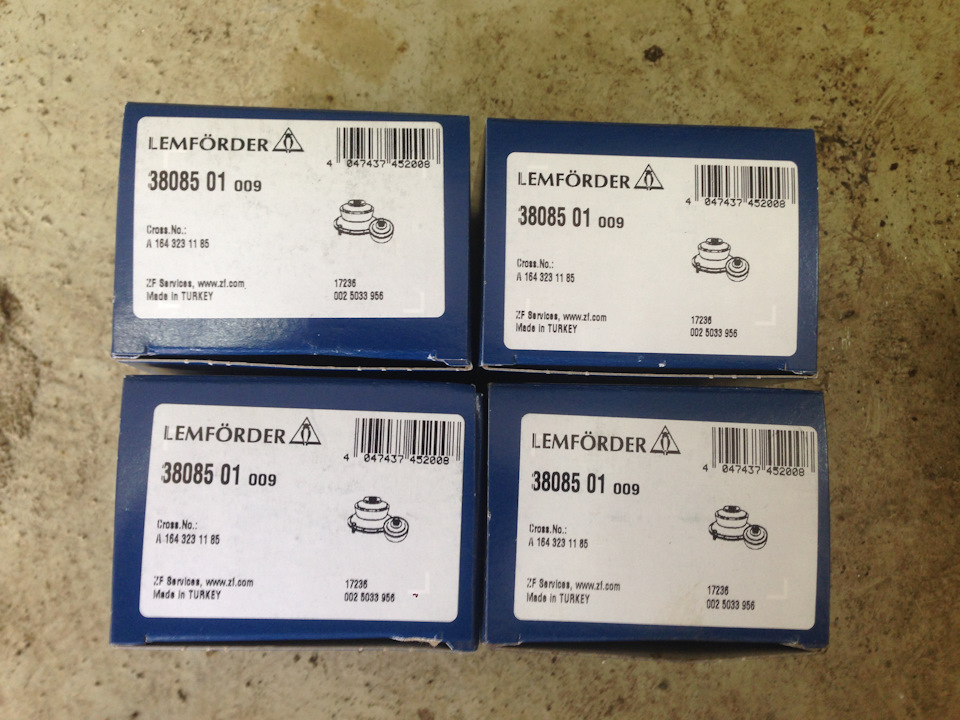 LEMFÖRDER
4 047437 452008
38085 01 009
Cross.No.:
A 164 323 11 85
ZF Services, www.zf.com
Made in TURKEY
17236
002 5033 956
LEMFÖRDER
4 047437 452008
38085 01 009
Cross.No.:
A 164 323 11 85
ZF Services, www.zf.com
Made in TURKEY
17236
002 5033 956
LEMFÖRDER
4 047437 452008
38085 01 009
Cross.No.:
A 164 323 11 85
ZF Services, www.zf.com
Made in TURKEY
17236
002 5033 956
LEMFÖRDER
4 047437 452008
38085 01 009
Cross.No.:
A 164 323 11 85
ZF Services, www.zf.com
Made in TURKEY
17236
002 5033 956